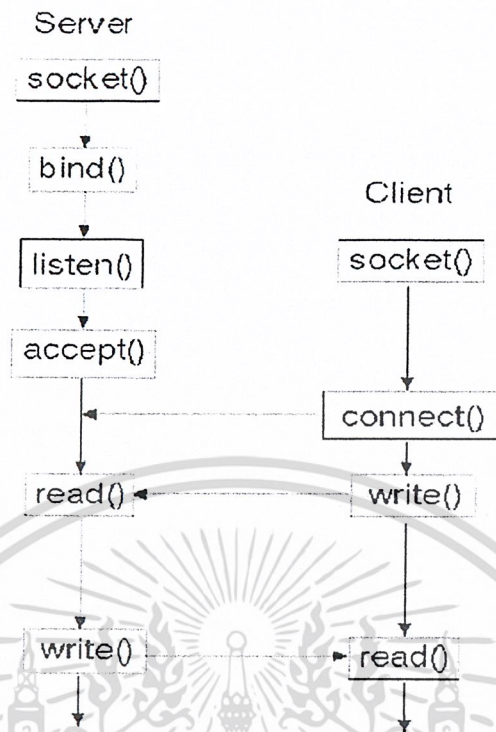 Server
socket()
bind()
Client
listen()
socket()
accept()
connect()
read()
write()
write()
read()